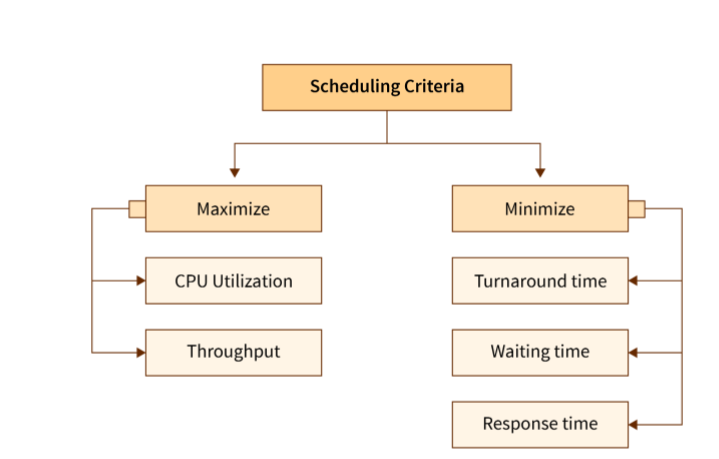 Scheduling Criteria
Maximize
CPU Utilization
Throughput
Minimize
Turnaround time
Waiting time
Response time